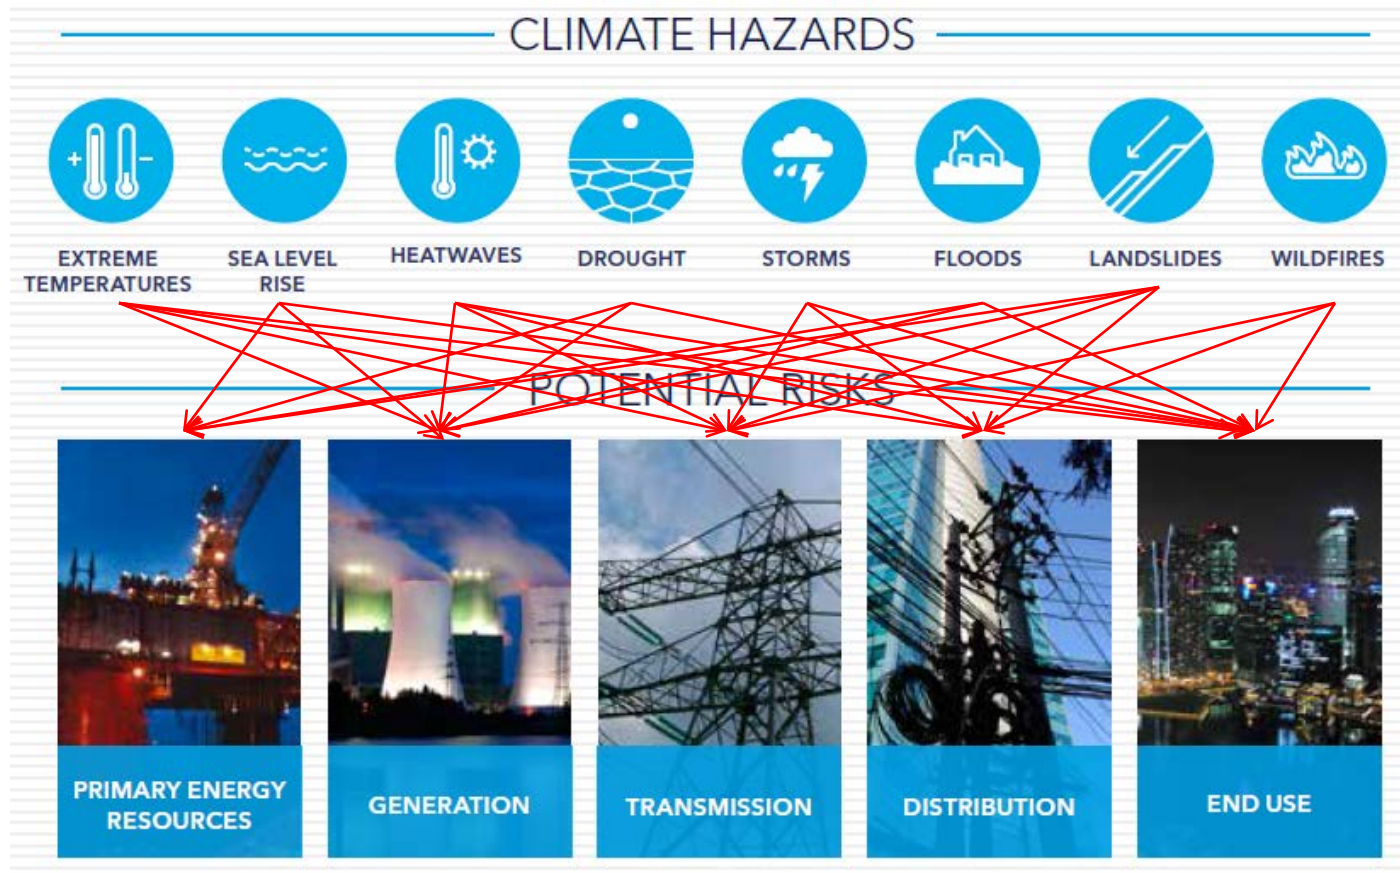 CLIMATE HAZARDS
EXTREME
TEMPERATURES
SEA LEVEL
RISE
HEATWAVES
DROUGHT
STORMS
FLOODS
LANDSLIDES
WILDFIRES
POTENTIAL RISKS
PRIMARY ENERGY
RESOURCES
GENERATION
TRANSMISSION
DISTRIBUTION
END USE